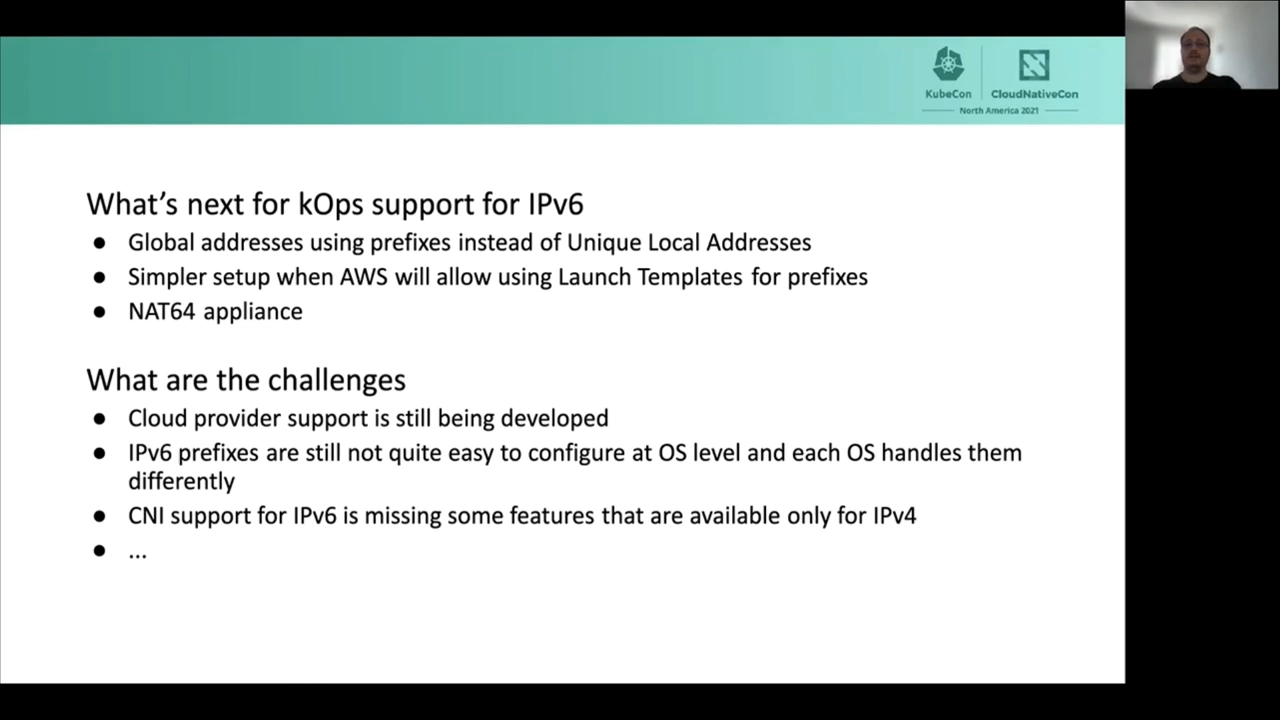 KubeCon
CloudNativeCon
North America 2021
What's next for kOps support for IPv6
● Global addresses using prefixes instead of Unique Local Addresses
● Simpler setup when AWS will allow using Launch Templates for prefixes
● NAT64 appliance
What are the challenges
● Cloud provider support is still being developed
● IPv6 prefixes are still not quite easy to configure at OS level and each OS handles them
differently
● CNI support for IPv6 is missing some features that are available only for IPv4
● ...